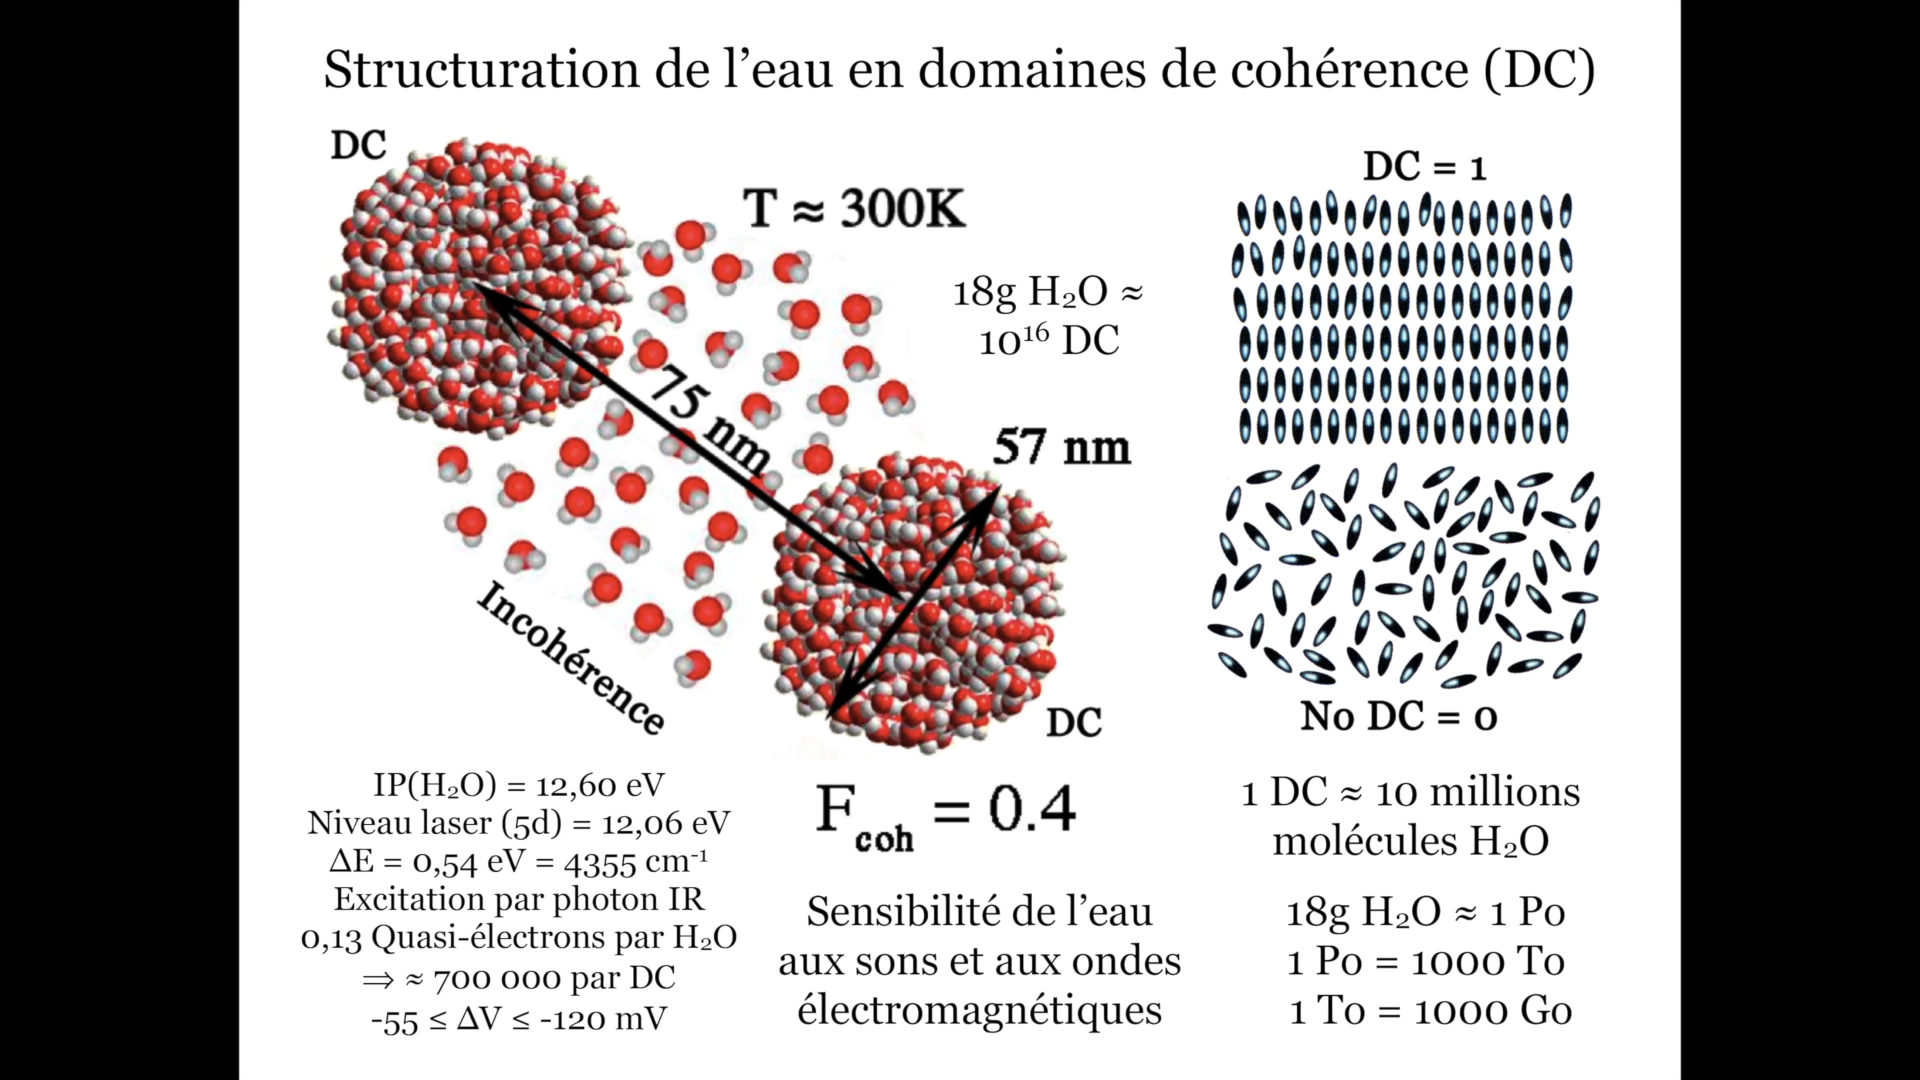 Structuration de l’eau en domaines de cohérence (DC)
DC
T ≈ 300K
18g H₂O ≈
10¹⁶ DC
75 nm
57 nm
Incohérence
DC
DC = 1
No DC = 0
IP(H₂O) = 12,60 eV
Niveau laser (5d) = 12,06 eV
ΔE = 0,54 eV = 4355 cm⁻¹
Excitation par photon IR
0,13 Quasi-électrons par H₂O
⇒ ≈ 700 000 par DC
-55 ≤ ΔV ≤ -120 mV
F coh = 0.4
Sensibilité de l’eau
aux sons et aux ondes
électromagnétiques
1 DC ≈ 10 millions
molécules H₂O
18g H₂O ≈ 1 Po
1 Po = 1000 To
1 To = 1000 Go